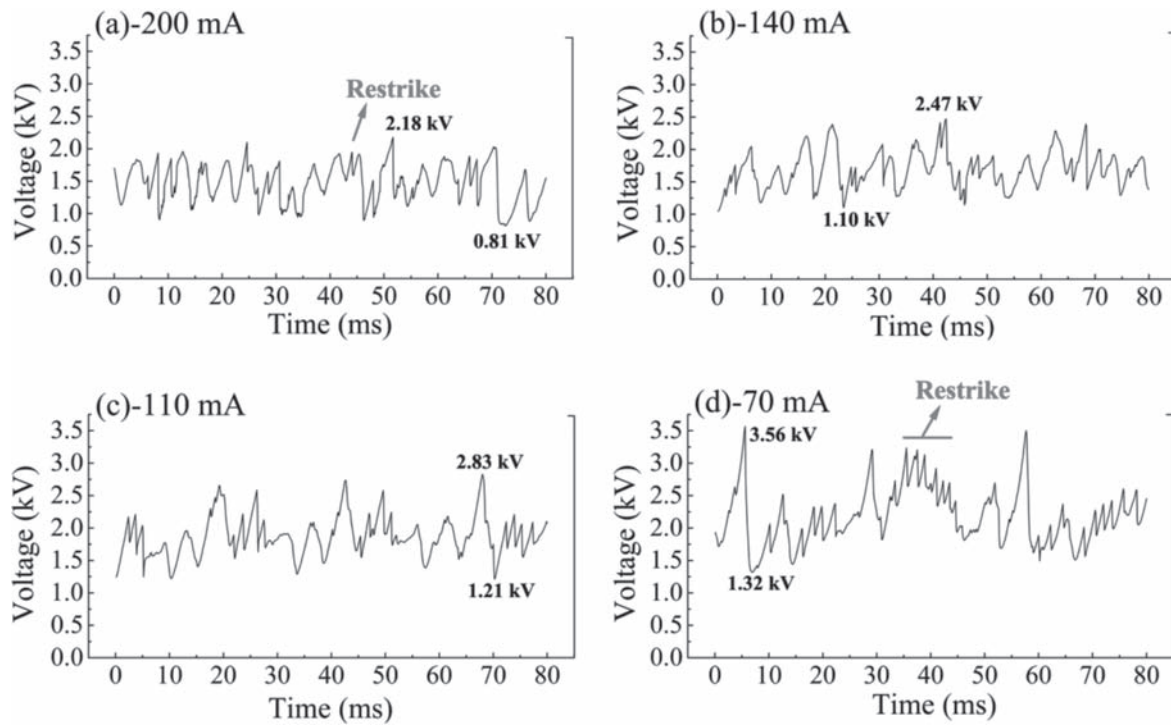 (a)-200 mA
3.5
3.0
2.5
2.0
1.5
1.0
0.5
0.0
Voltage (kV)
Restrike
2.18 kV
0.81 kV
0 10 20 30 40 50 60 70 80
Time (ms)
(b)-140 mA
3.5
3.0
2.5
2.0
1.5
1.0
0.5
0.0
Voltage (kV)
2.47 kV
1.10 kV
0 10 20 30 40 50 60 70 80
Time (ms)
(c)-110 mA
3.5
3.0
2.5
2.0
1.5
1.0
0.5
0.0
Voltage (kV)
2.83 kV
1.21 kV
0 10 20 30 40 50 60 70 80
Time (ms)
(d)-70 mA
3.5
3.0
2.5
2.0
1.5
1.0
0.5
0.0
Voltage (kV)
Restrike
3.56 kV
1.32 kV
0 10 20 30 40 50 60 70 80
Time (ms)